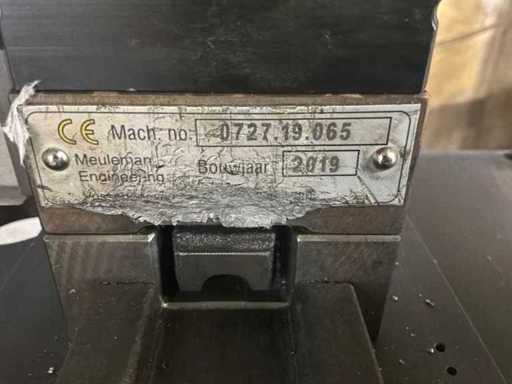 CE Mach. no. 0727.19.065
Meuleman Engineering Bouwjaar 2019